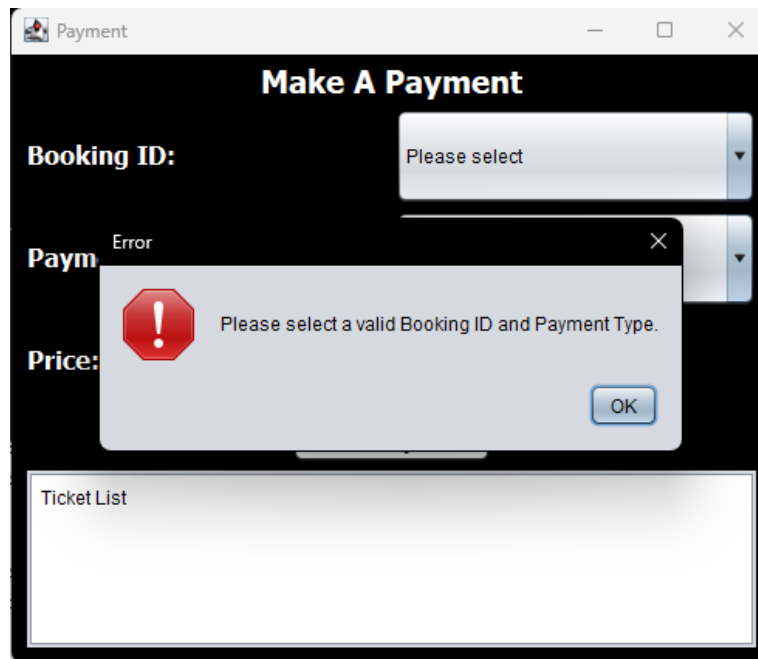 Payment
Make A Payment
Booking ID:
Please select
Error
Please select a valid Booking ID and Payment Type.
Price:
OK
Ticket List